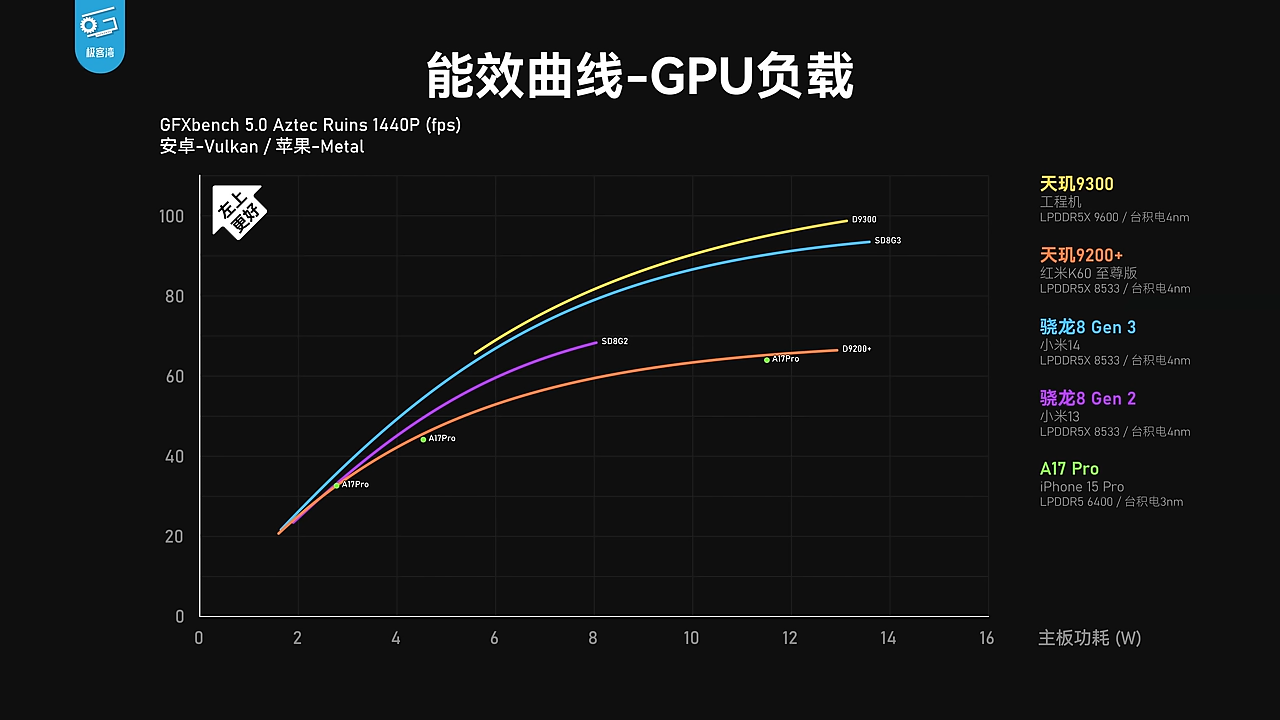 极客湾
能效曲线-GPU负载
GFXbench 5.0 Aztec Ruins 1440P (fps)
安卓-Vulkan / 苹果-Metal
左上
更好
100
80
60
40
20
0
0
2
4
6
8
10
12
14
16
主板功耗 (W)
D9300
SD8G3
SD8G2
D9200+
A17Pro
A17Pro
A17Pro
天玑9300
工程机
LPDDR5X 9600 / 台积电4nm
天玑9200+
红米K60 至尊版
LPDDR5X 8533 / 台积电4nm
骁龙8 Gen 3
小米14
LPDDR5X 8533 / 台积电4nm
骁龙8 Gen 2
小米13
LPDDR5X 8533 / 台积电4nm
A17 Pro
iPhone 15 Pro
LPDDR5 6400 / 台积电3nm